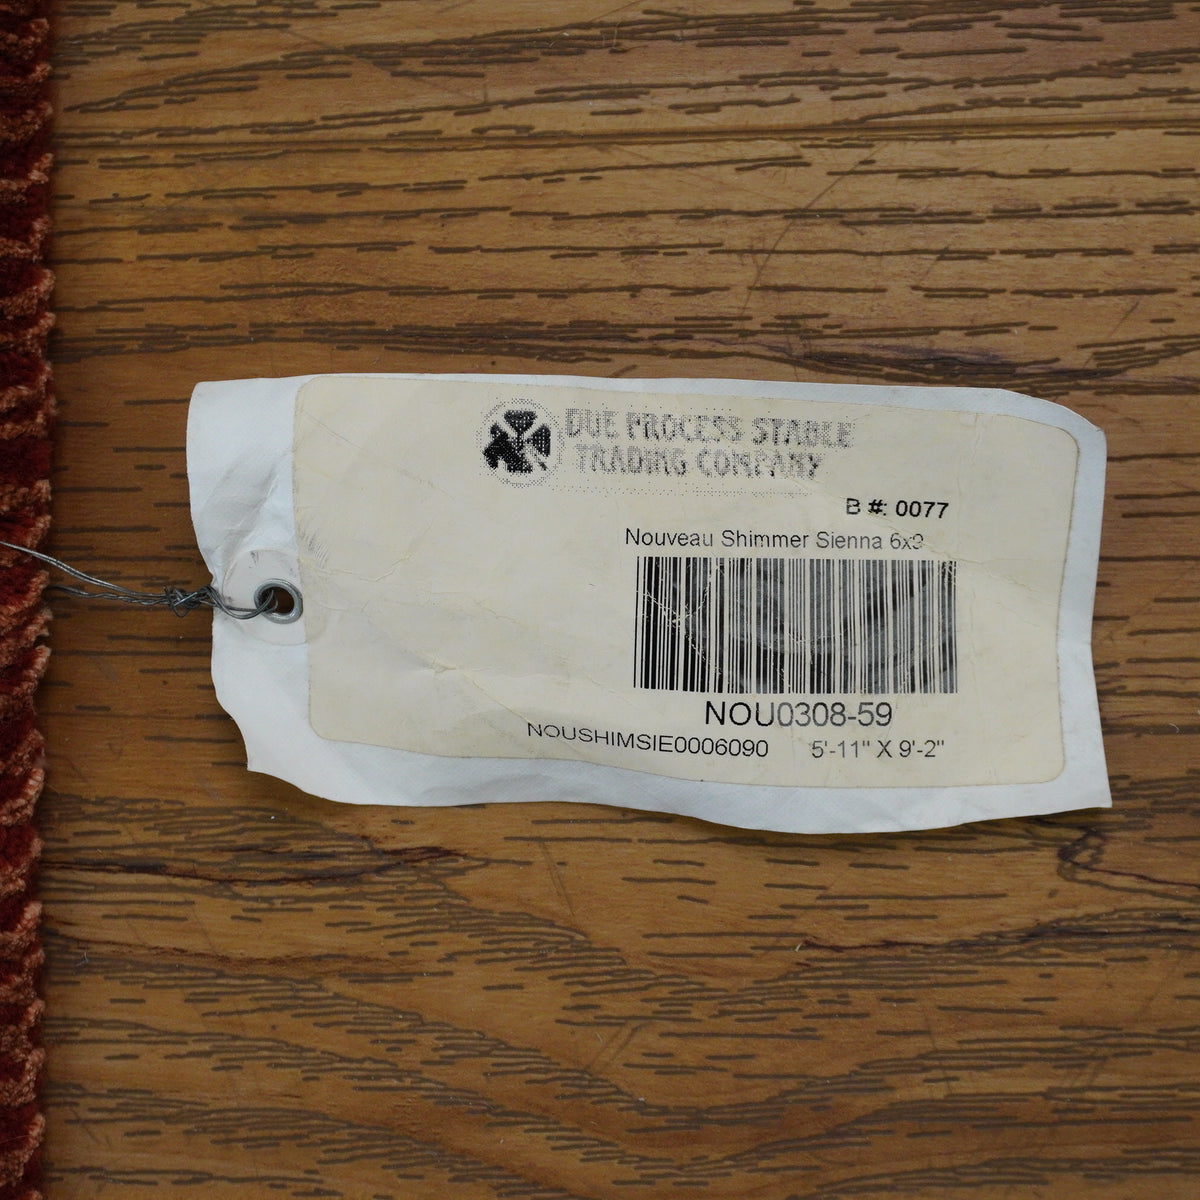 DUE PROCESS STABLE
TRADING COMPANY
B #: 0077
Nouveau Shimmer Sienna 6x9
NOU0308-59
NOUSHIMSIE0006090 5'-11" X 9'-2"